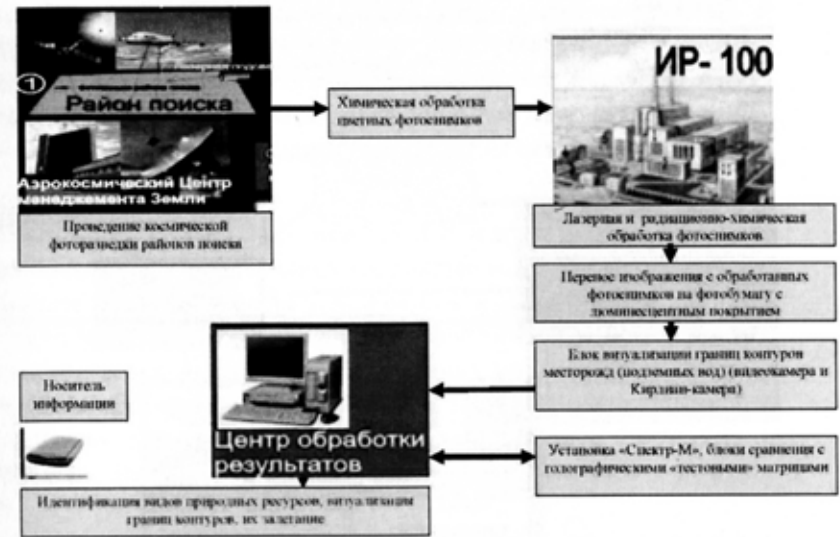 1
Район поиска
Аэрокосмический Центр
менеджмента Земли
Проведение космической
фоторазведки районов поиска
Химическая обработка
цветных фотоснимков
ИР- 100
Лазерная и радиационно-химическая
обработка фотоснимков
Перенос изображения с обработанных
фотоснимков на фотобумагу с
люминесцентным покрытием
Блок визуализации границ контуров
месторожд (подземных вод) (видеокамера и
Кирлиан-камера)
Носитель
информации
Центр обработки
результатов
Установка «Спектр-М», блоки сравнения с
голографическими «тестовыми» матрицами
Идентификация видов природных ресурсов, визуализация
границ контуров, их залегание